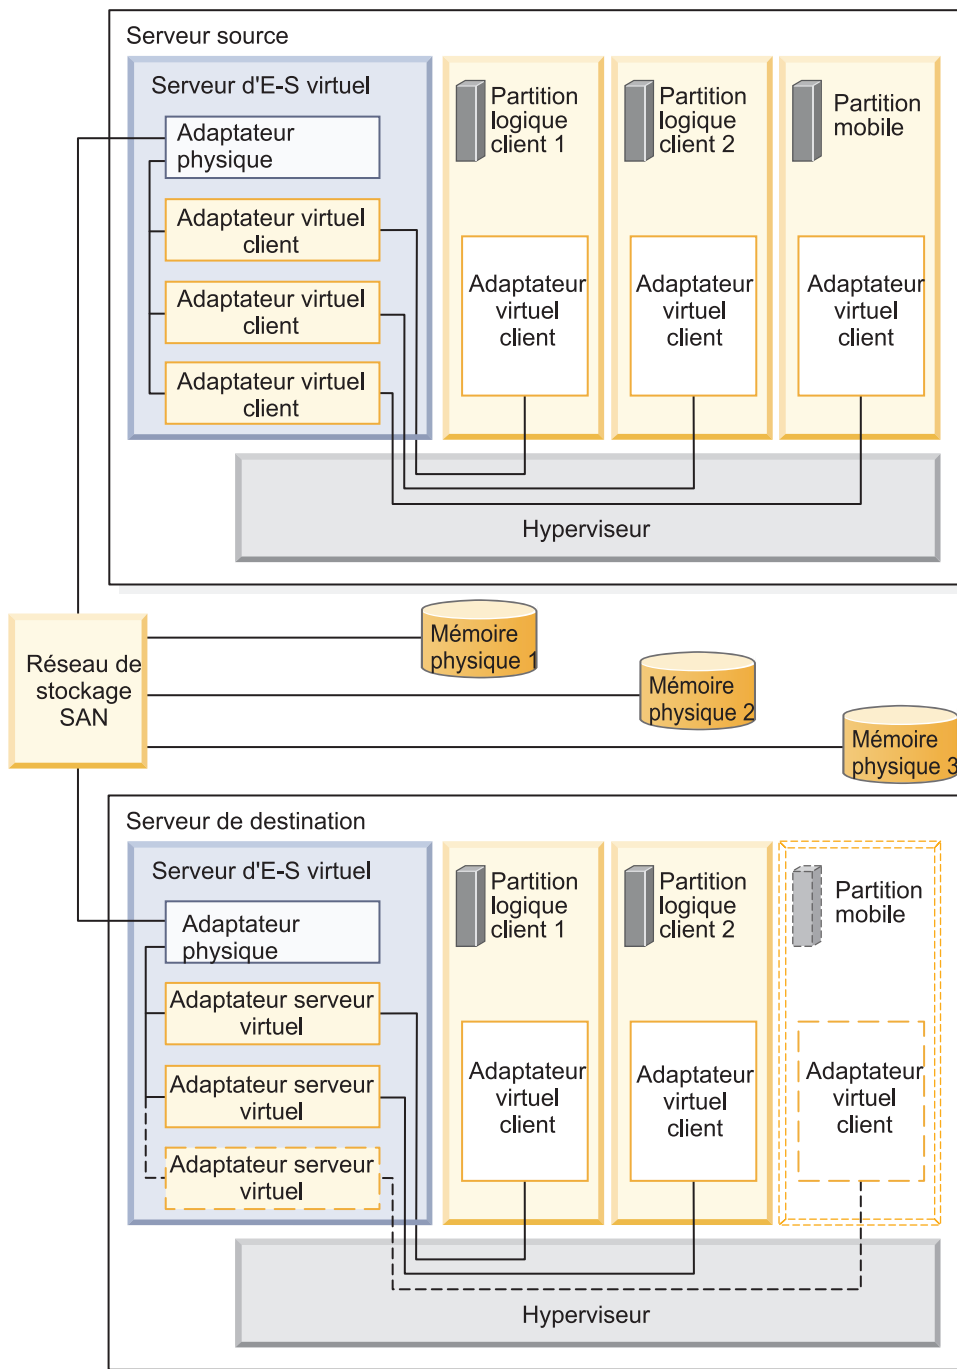 Serveur source
Serveur d'E-S virtuel
Adaptateur
physique
Adaptateur virtuel
client
Adaptateur virtuel
client
Adaptateur virtuel
client
Partition
logique
client 1
Adaptateur
virtuel
client
Partition
logique
client 2
Adaptateur
virtuel
client
Partition
mobile
Adaptateur
virtuel
client
Hyperviseur
Réseau de
stockage
SAN
Mémoire
physique 1
Mémoire
physique 2
Mémoire
physique 3
Serveur de destination
Serveur d'E-S virtuel
Adaptateur
physique
Adaptateur serveur
virtuel
Adaptateur serveur
virtuel
Adaptateur serveur
virtuel
Partition
logique
client 1
Adaptateur
virtuel
client
Partition
logique
client 2
Adaptateur
virtuel
client
Partition
mobile
Adaptateur
virtuel
client
Hyperviseur